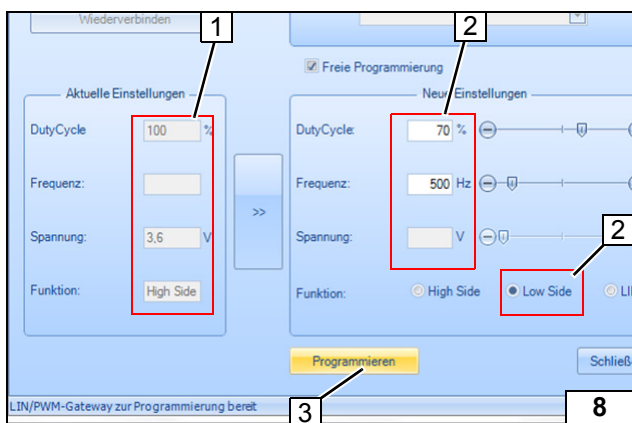 Wiederverbinden
1
2
Freie Programmierung
Aktuelle Einstellungen
Neue Einstellungen
DutyCycle
100 %
DutyCycle:
70 %
Frequenz:
Frequenz:
500 Hz
>>
Spannung:
3,6 V
Spannung:
V
2
Funktion:
High Side
Funktion:
High Side
Low Side
LI
Programmieren
Schließ
LIN/PWM-Gateway zur Programmierung bereit
3
8